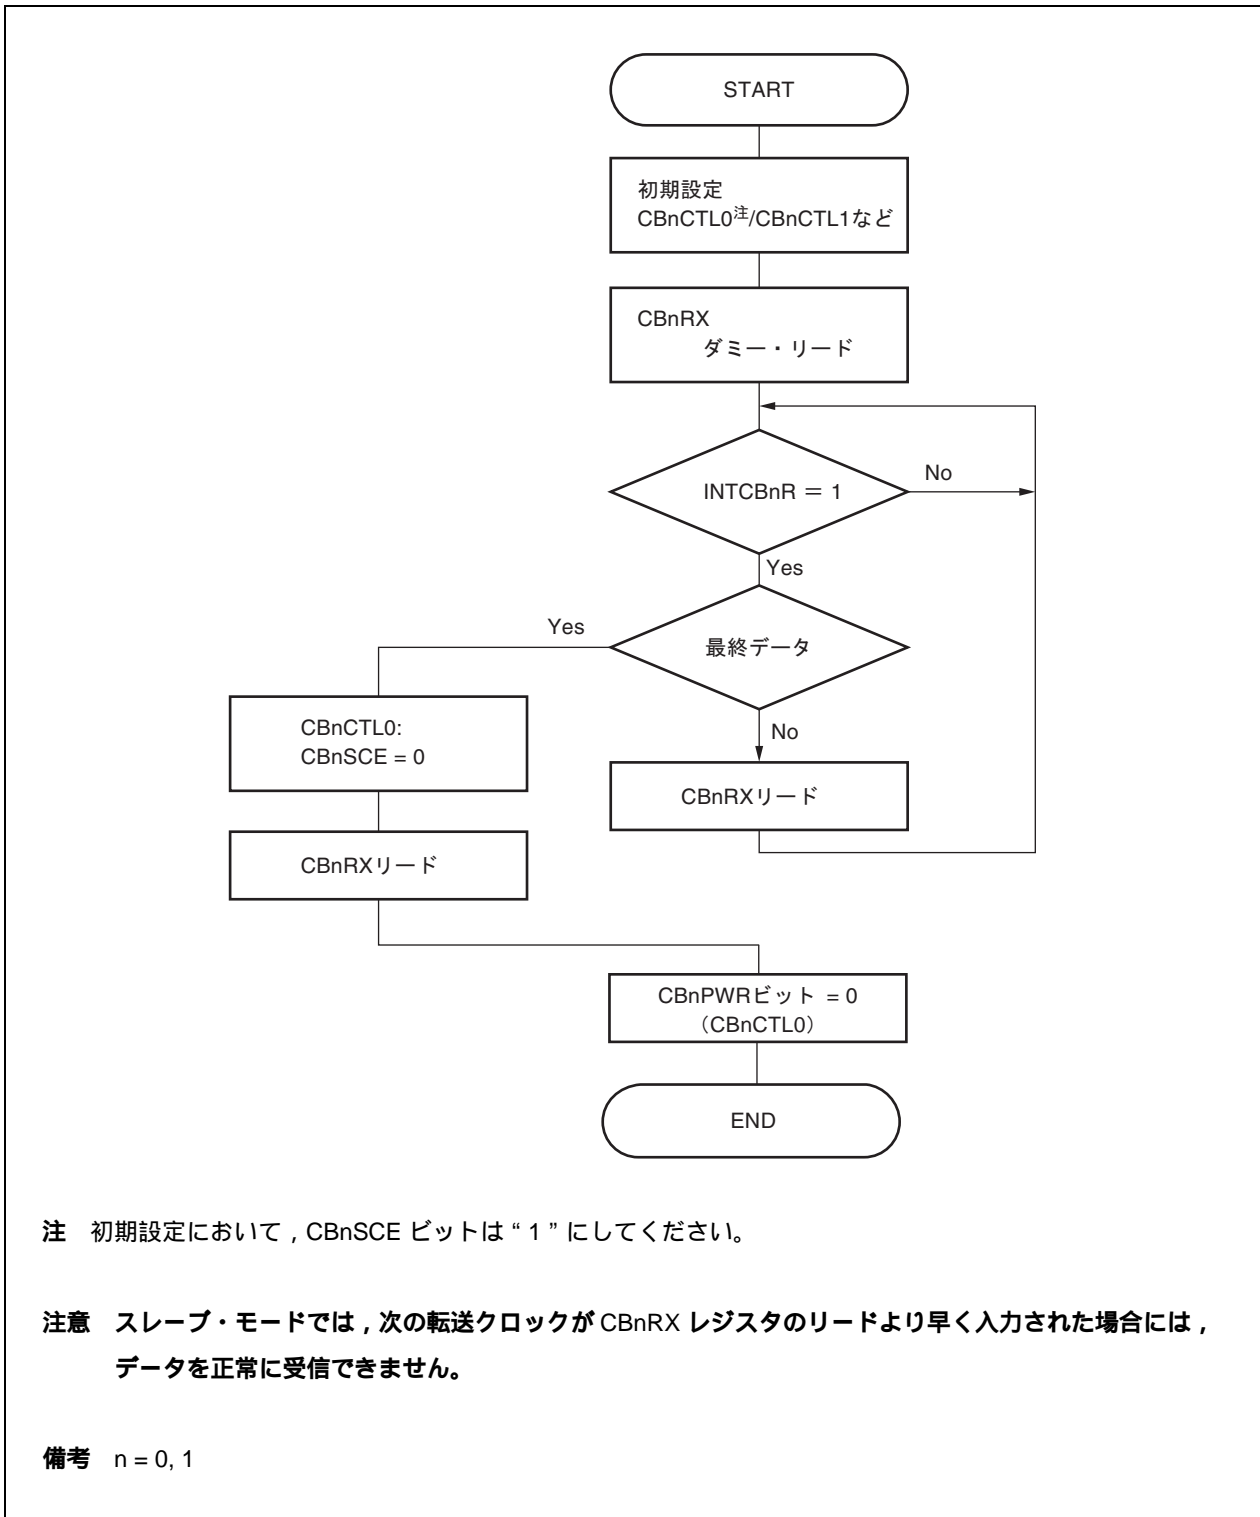 START
初期設定
CBnCTL0注/CBnCTL1など
CBnRX
ダミー・リード
INTCBnR = 1
No
Yes
最終データ
Yes
No
CBnCTL0:
CBnSCE = 0
CBnRXリード
CBnRXリード
CBnPWRビット = 0
（CBnCTL0）
END
注 初期設定において，CBnSCE ビットは “ 1 ” にしてください。
注意 スレーブ・モードでは，次の転送クロックが CBnRX レジスタのリードより早く入力された場合には，
データを正常に受信できません。
備考 n = 0, 1